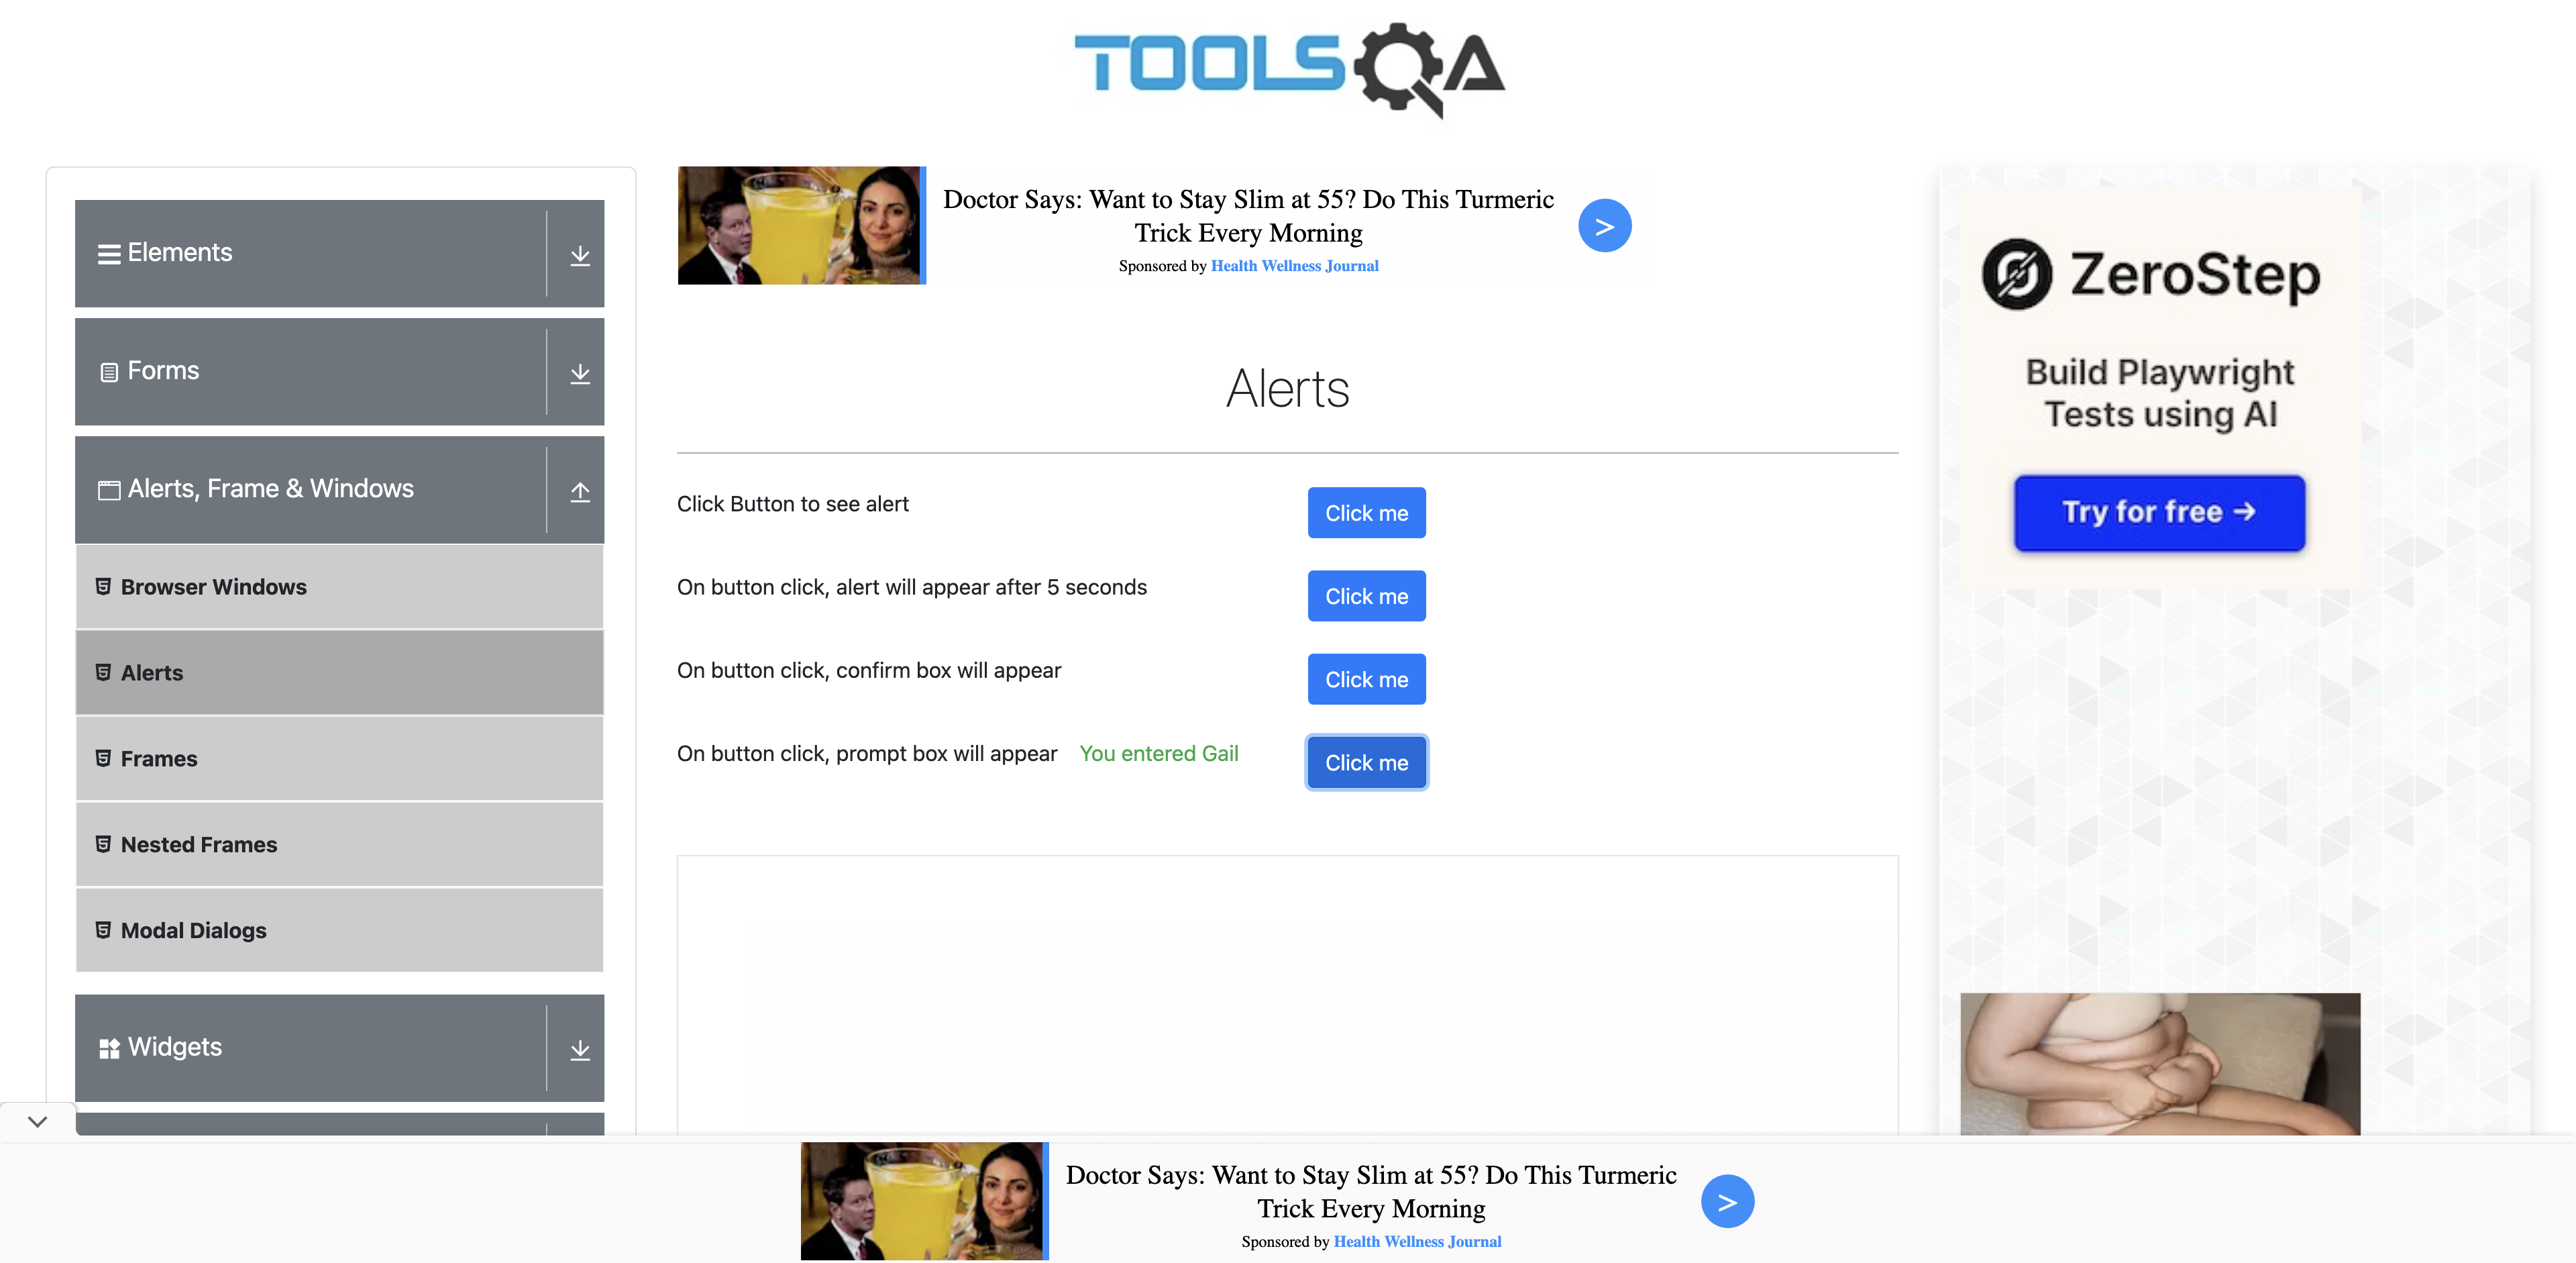 TOOLSQA
Elements
Forms
Alerts, Frame & Windows
Browser Windows
Alerts
Frames
Nested Frames
Modal Dialogs
Widgets
Doctor Says: Want to Stay Slim at 55? Do This Turmeric
Trick Every Morning
Sponsored by Health Wellness Journal
>
Alerts
Click Button to see alert
Click me
On button click, alert will appear after 5 seconds
Click me
On button click, confirm box will appear
Click me
On button click, prompt box will appear You entered Gail
Click me
ZeroStep
Build Playwright
Tests using AI
Try for free →
Doctor Says: Want to Stay Slim at 55? Do This Turmeric
Trick Every Morning
Sponsored by Health Wellness Journal
>